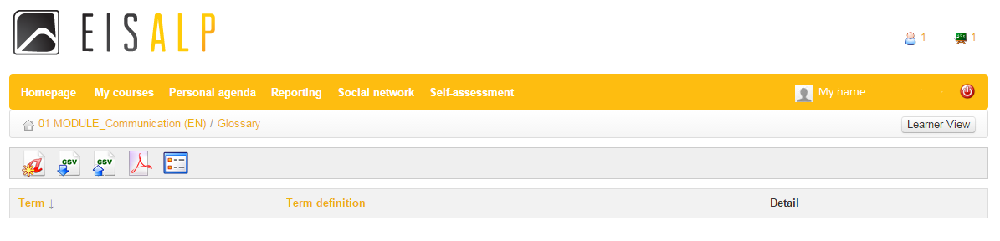 EISALP
1 1
Homepage My courses Personal agenda Reporting Social network Self-assessment My name
01 MODULE_Communication (EN) / Glossary Learner View
CSV CSV
Term ↓ Term definition Detail